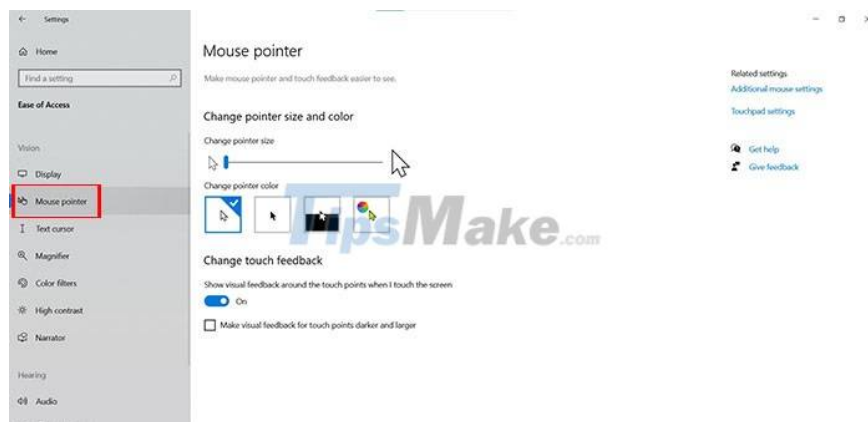 Settings
Home
Find a setting
Ease of Access
Vision
Display
Mouse pointer
Text cursor
Magnifier
Color filters
High contrast
Narrator
Hearing
Audio
Mouse pointer
Make mouse pointer and touch feedback easier to see.
Change pointer size and color
Change pointer size
Change pointer color
TipsMake.com
Change touch feedback
Show visual feedback around the touch points when I touch the screen
On
Make visual feedback for touch points darker and larger
Related settings
Additional mouse settings
Touchpad settings
Get help
Give feedback